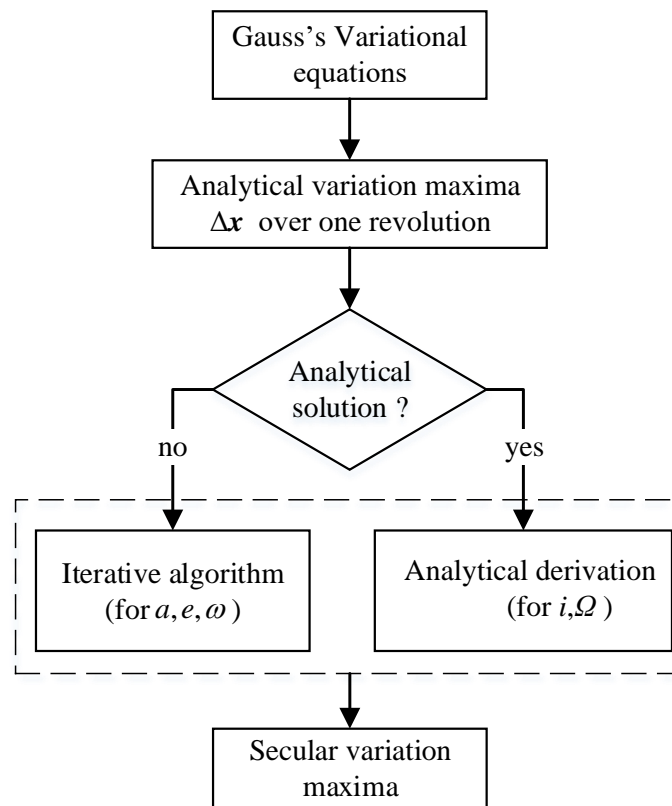 Gauss’s Variational
equations
Analytical variation maxima
Δx over one revolution
Analytical
solution ?
no
yes
Iterative algorithm
(for a, e, ω )
Analytical derivation
(for i,Ω )
Secular variation
maxima